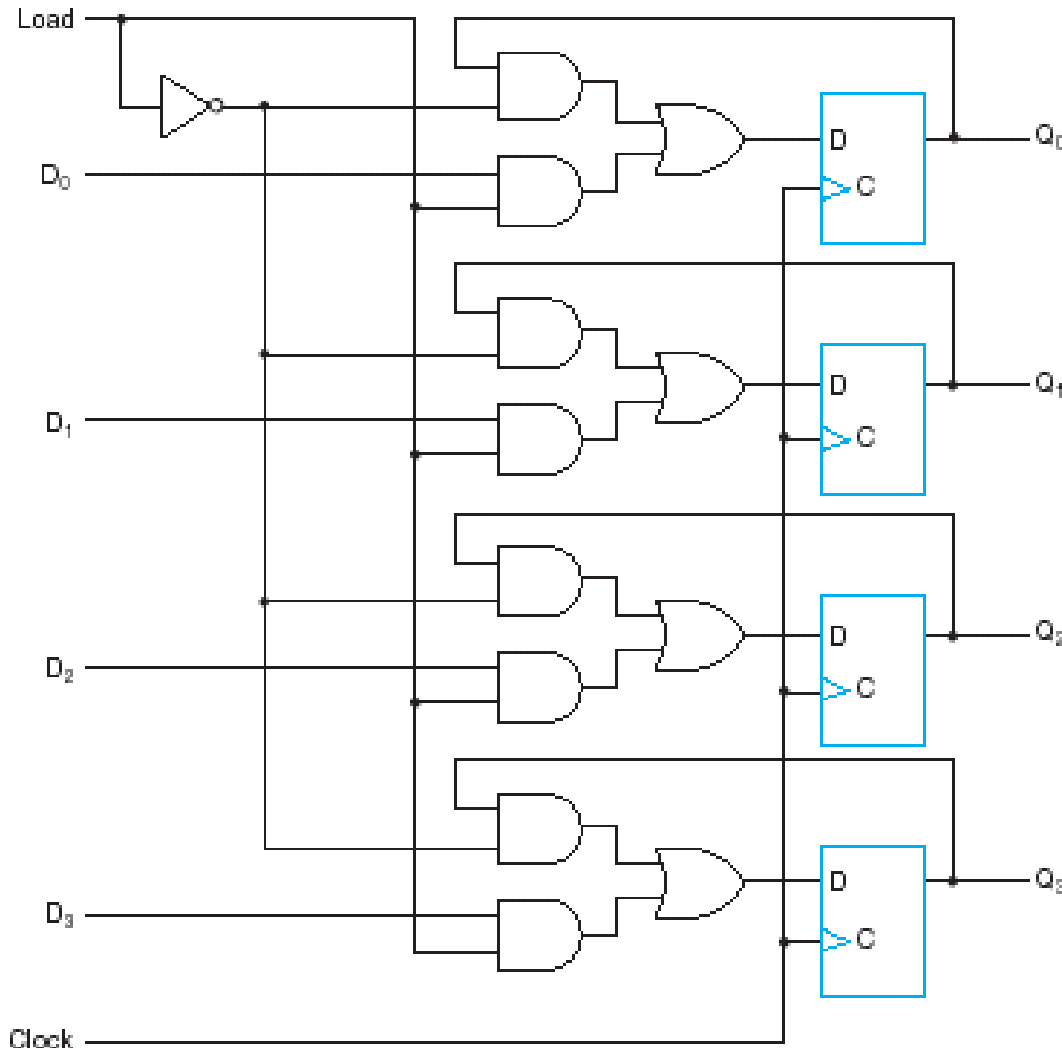 Load
D C Q₀
D₀
D C Q₁
D₁
D C Q₂
D₂
D C Q₃
D₃
Clock